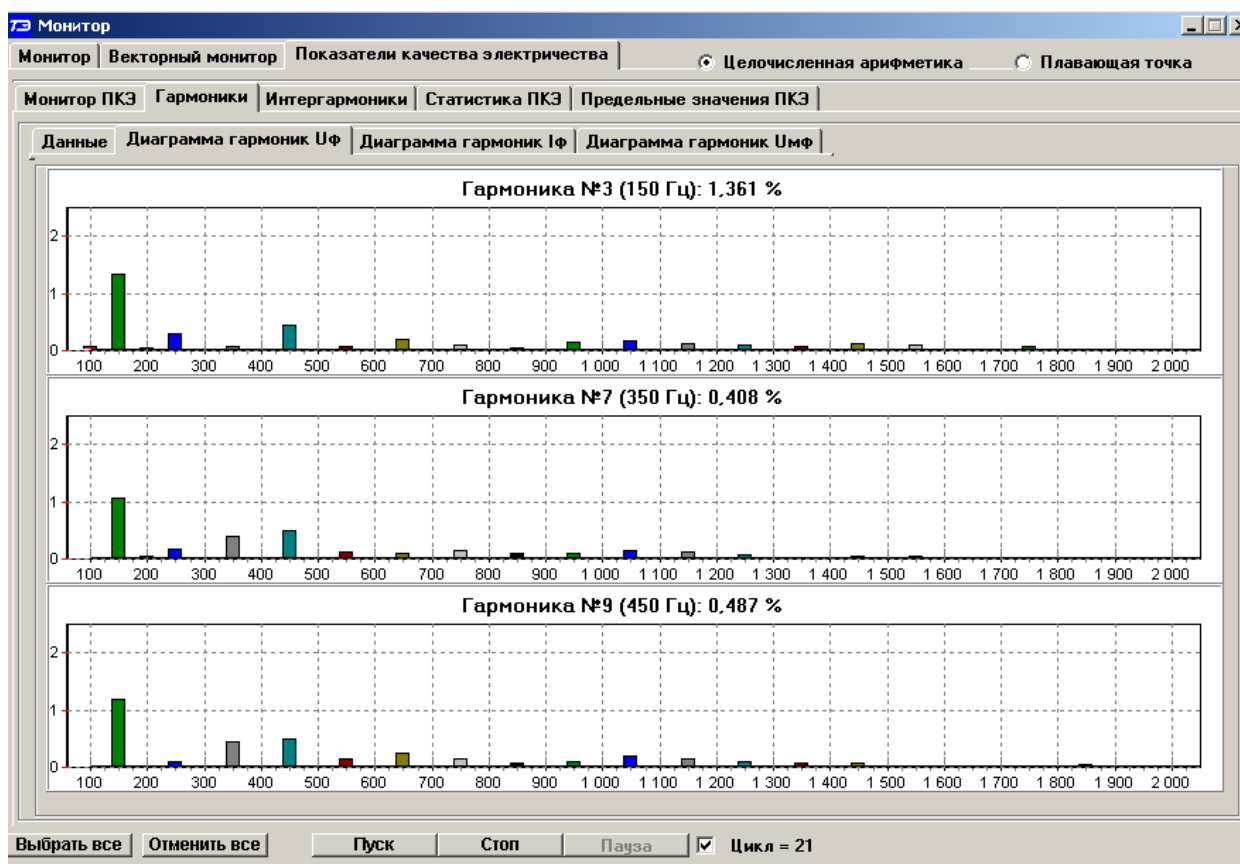 ТЭ Монитор
Монитор Векторный монитор Показатели качества электричества Целочисленная арифметика Плавающая точка
Монитор ПКЭ Гармоники Интергармоники Статистика ПКЭ Предельные значения ПКЭ
Данные Диаграмма гармоник Uф Диаграмма гармоник Iф Диаграмма гармоник Uмф
Гармоника №3 (150 Гц): 1,361 %
2
1
0
100 200 300 400 500 600 700 800 900 1 000 1 100 1 200 1 300 1 400 1 500 1 600 1 700 1 800 1 900 2 000
Гармоника №7 (350 Гц): 0,408 %
2
1
0
100 200 300 400 500 600 700 800 900 1 000 1 100 1 200 1 300 1 400 1 500 1 600 1 700 1 800 1 900 2 000
Гармоника №9 (450 Гц): 0,487 %
2
1
0
100 200 300 400 500 600 700 800 900 1 000 1 100 1 200 1 300 1 400 1 500 1 600 1 700 1 800 1 900 2 000
Выбрать все Отменить все Пуск Стоп Пауза Цикл = 21